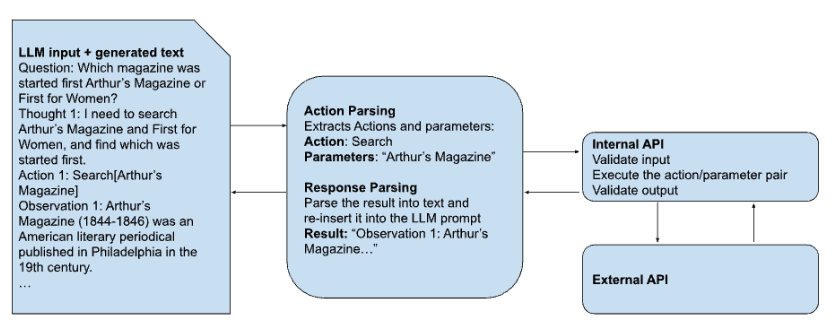 LLM input + generated text
Question: Which magazine was
started first Arthur's Magazine or
First for Women?
Thought 1: I need to search
Arthur's Magazine and First for
Women, and find which was
started first.
Action 1: Search[Arthur's
Magazine]
Observation 1: Arthur's
Magazine (1844-1846) was an
American literary periodical
published in Philadelphia in the
19th century.
…
Action Parsing
Extracts Actions and parameters:
Action: Search
Parameters: “Arthur's Magazine”
Response Parsing
Parse the result into text and
re-insert it into the LLM prompt
Result: “Observation 1: Arthur's
Magazine…”
Internal API
Validate input
Execute the action/parameter pair
Validate output
External API